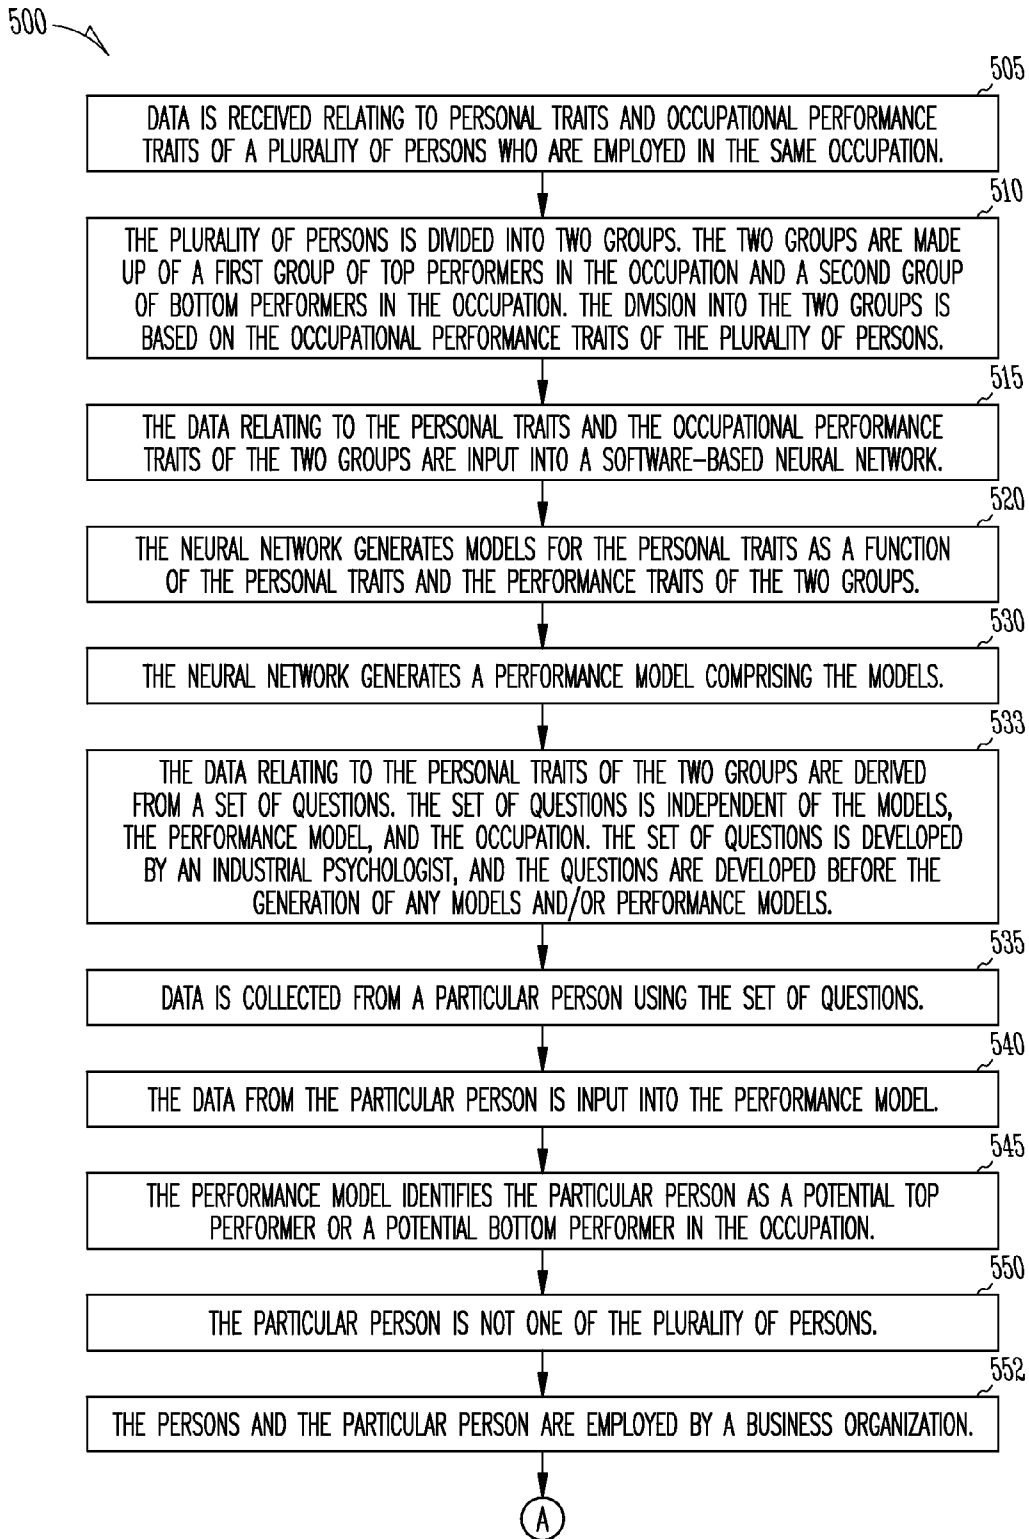 500
505
DATA IS RECEIVED RELATING TO PERSONAL TRAITS AND OCCUPATIONAL PERFORMANCE
TRAITS OF A PLURALITY OF PERSONS WHO ARE EMPLOYED IN THE SAME OCCUPATION.
510
THE PLURALITY OF PERSONS IS DIVIDED INTO TWO GROUPS. THE TWO GROUPS ARE MADE
UP OF A FIRST GROUP OF TOP PERFORMERS IN THE OCCUPATION AND A SECOND GROUP
OF BOTTOM PERFORMERS IN THE OCCUPATION. THE DIVISION INTO THE TWO GROUPS IS
BASED ON THE OCCUPATIONAL PERFORMANCE TRAITS OF THE PLURALITY OF PERSONS.
515
THE DATA RELATING TO THE PERSONAL TRAITS AND THE OCCUPATIONAL PERFORMANCE
TRAITS OF THE TWO GROUPS ARE INPUT INTO A SOFTWARE-BASED NEURAL NETWORK.
520
THE NEURAL NETWORK GENERATES MODELS FOR THE PERSONAL TRAITS AS A FUNCTION
OF THE PERSONAL TRAITS AND THE PERFORMANCE TRAITS OF THE TWO GROUPS.
530
THE NEURAL NETWORK GENERATES A PERFORMANCE MODEL COMPRISING THE MODELS.
533
THE DATA RELATING TO THE PERSONAL TRAITS OF THE TWO GROUPS ARE DERIVED
FROM A SET OF QUESTIONS. THE SET OF QUESTIONS IS INDEPENDENT OF THE MODELS,
THE PERFORMANCE MODEL, AND THE OCCUPATION. THE SET OF QUESTIONS IS DEVELOPED
BY AN INDUSTRIAL PSYCHOLOGIST, AND THE QUESTIONS ARE DEVELOPED BEFORE THE
GENERATION OF ANY MODELS AND/OR PERFORMANCE MODELS.
535
DATA IS COLLECTED FROM A PARTICULAR PERSON USING THE SET OF QUESTIONS.
540
THE DATA FROM THE PARTICULAR PERSON IS INPUT INTO THE PERFORMANCE MODEL.
545
THE PERFORMANCE MODEL IDENTIFIES THE PARTICULAR PERSON AS A POTENTIAL TOP
PERFORMER OR A POTENTIAL BOTTOM PERFORMER IN THE OCCUPATION.
550
THE PARTICULAR PERSON IS NOT ONE OF THE PLURALITY OF PERSONS.
552
THE PERSONS AND THE PARTICULAR PERSON ARE EMPLOYED BY A BUSINESS ORGANIZATION.
A